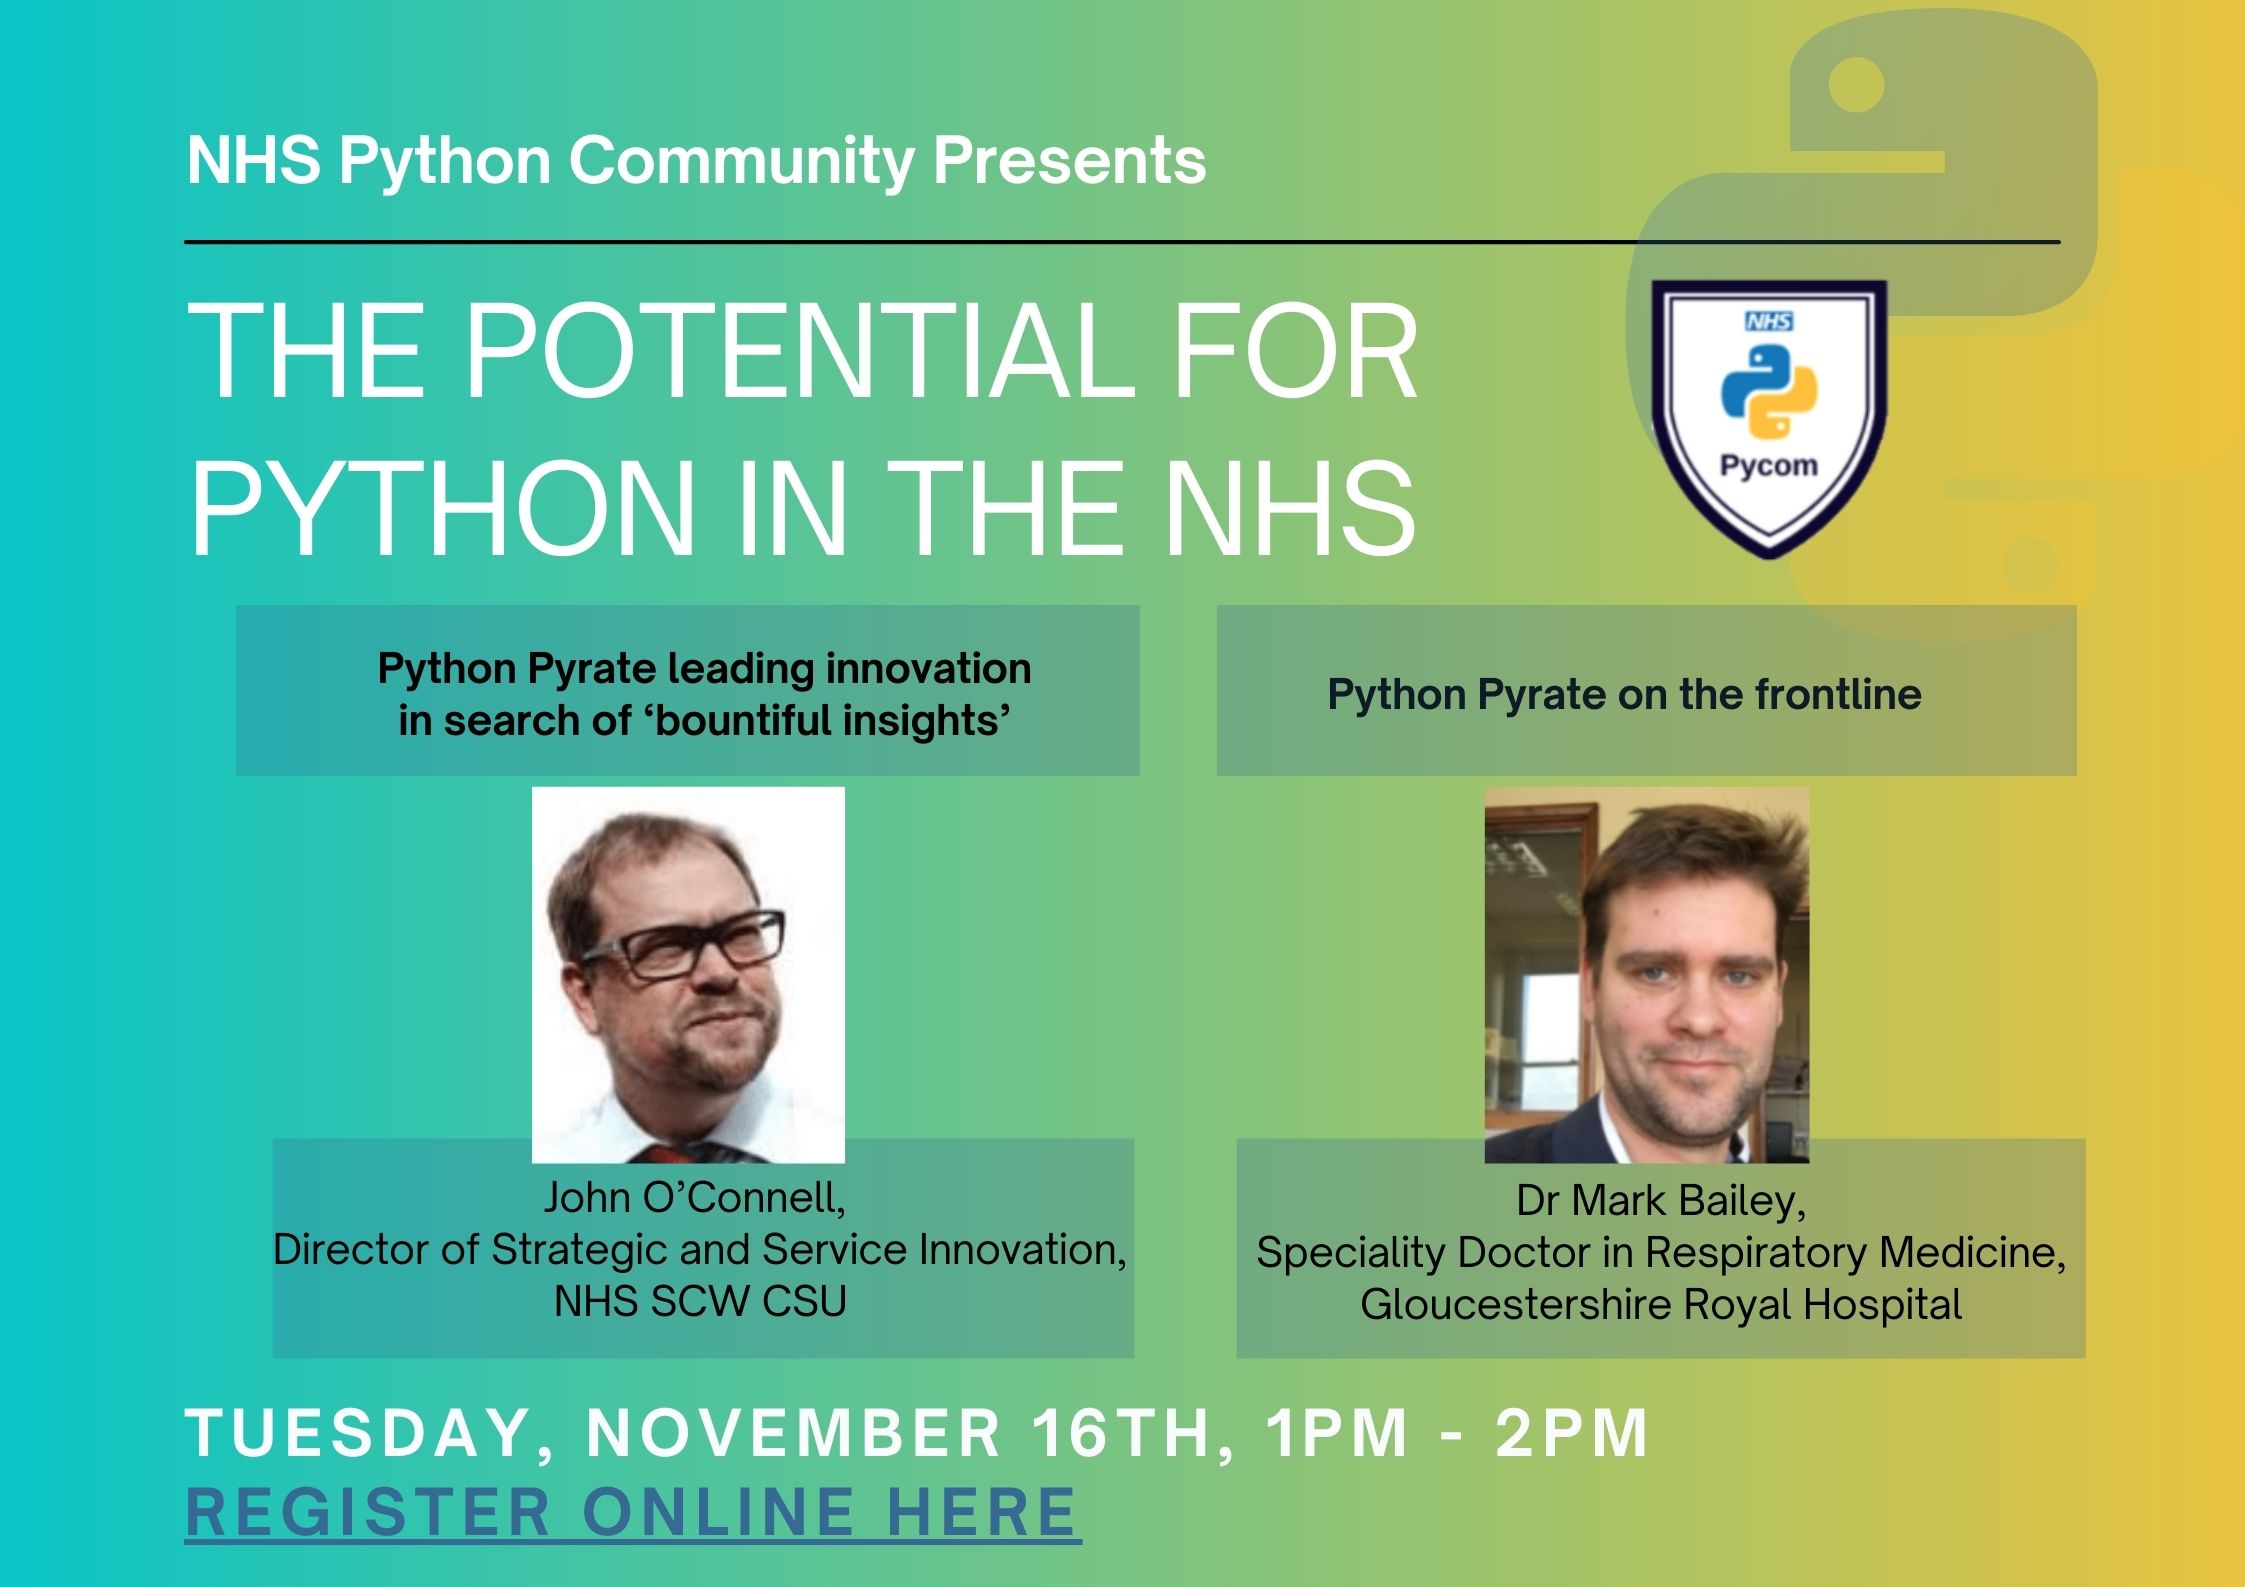 NHS Python Community Presents
THE POTENTIAL FOR
PYTHON IN THE NHS
NHS
Pycom
Python Pyrate leading innovation
in search of ‘bountiful insights’
Python Pyrate on the frontline
John O’Connell,
Director of Strategic and Service Innovation,
NHS SCW CSU
Dr Mark Bailey,
Speciality Doctor in Respiratory Medicine,
Gloucestershire Royal Hospital
TUESDAY, NOVEMBER 16TH, 1PM - 2PM
REGISTER ONLINE HERE